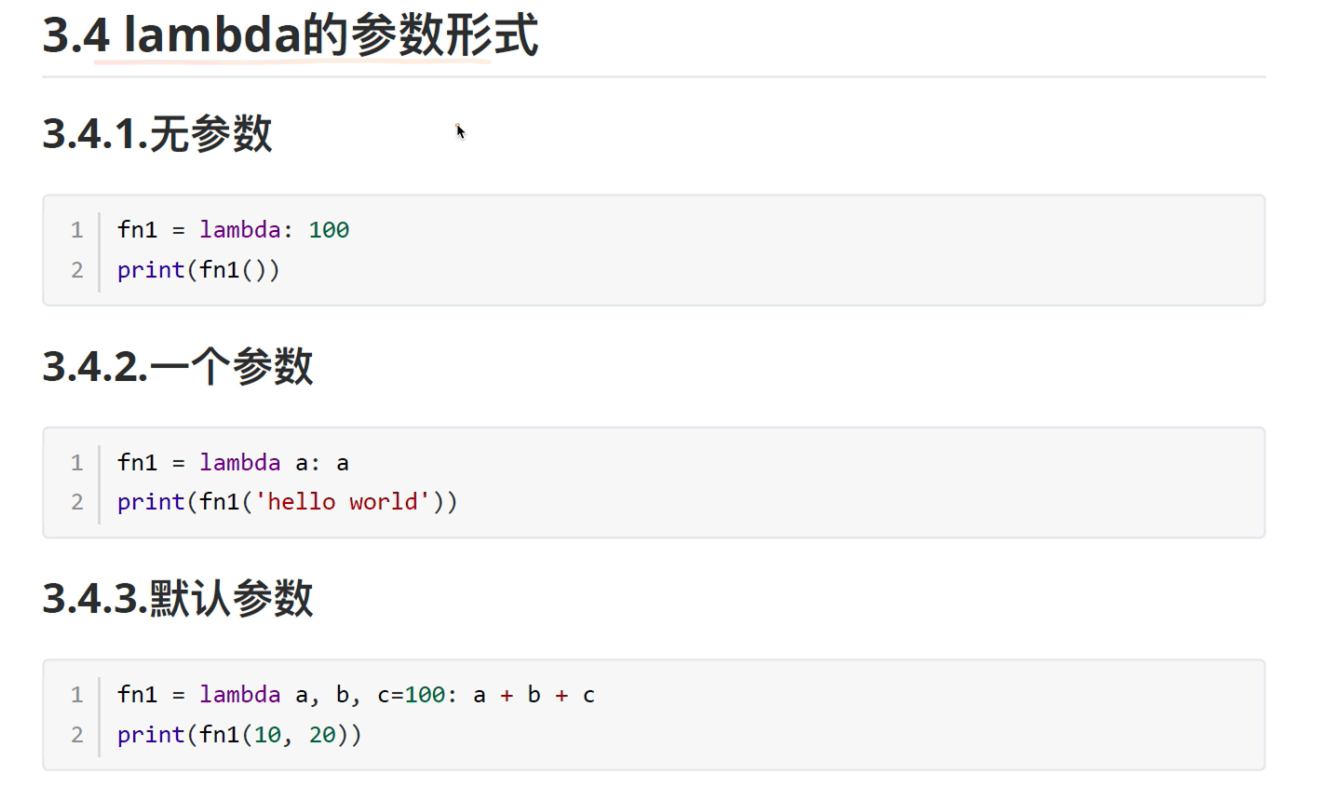 3.4 lambda的参数形式
3.4.1.无参数
1 fn1 = lambda: 100
2 print(fn1())
3.4.2.一个参数
1 fn1 = lambda a: a
2 print(fn1('hello world'))
3.4.3.默认参数
1 fn1 = lambda a, b, c=100: a + b + c
2 print(fn1(10, 20))